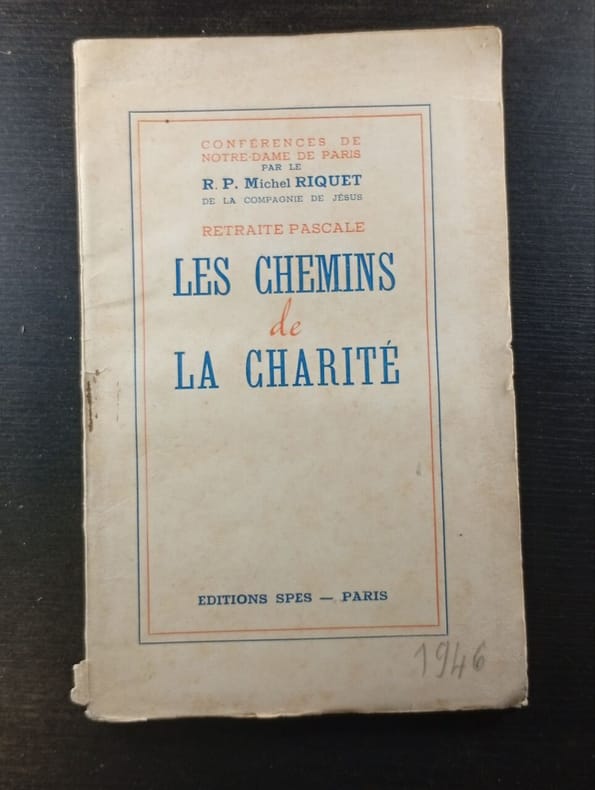 CONFÉRENCES DE
NOTRE-DAME DE PARIS
PAR LE
R. P. Michel RIQUET
DE LA COMPAGNIE DE JÉSUS
RETRAITE PASCALE
LES CHEMINS
de
LA CHARITÉ
EDITIONS SPES — PARIS
1946